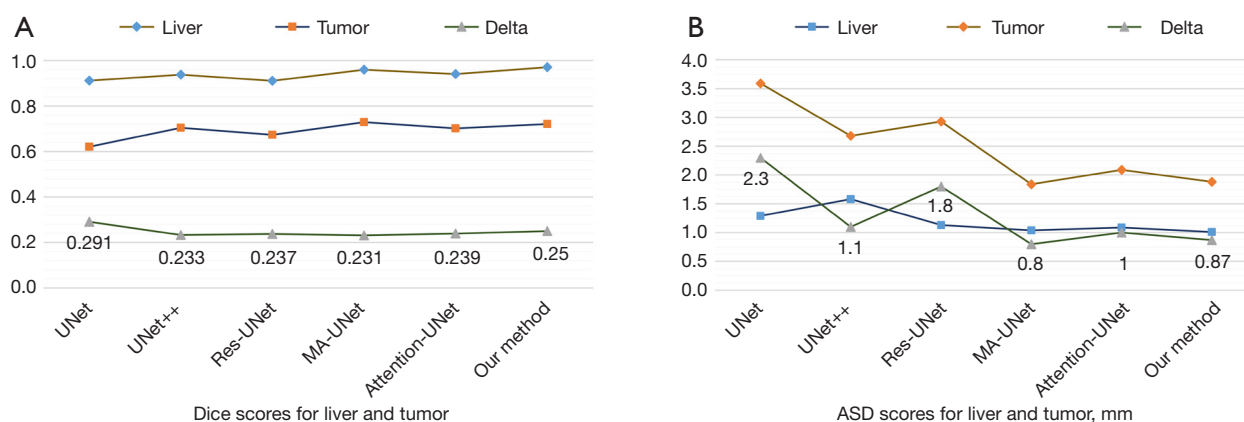 A
Liver Tumor Delta
1.0
0.8
0.6
0.4
0.2
0.0
0.291 0.233 0.237 0.231 0.239 0.25
UNet UNet++ Res-UNet MA-UNet Attention-UNet Our method
Dice scores for liver and tumor
B
Liver Tumor Delta
4.0
3.5
3.0
2.5
2.0
1.5
1.0
0.5
0.0
2.3 1.1 1.8 0.8 1 0.87
UNet UNet++ Res-UNet MA-UNet Attention-UNet Our method
ASD scores for liver and tumor, mm